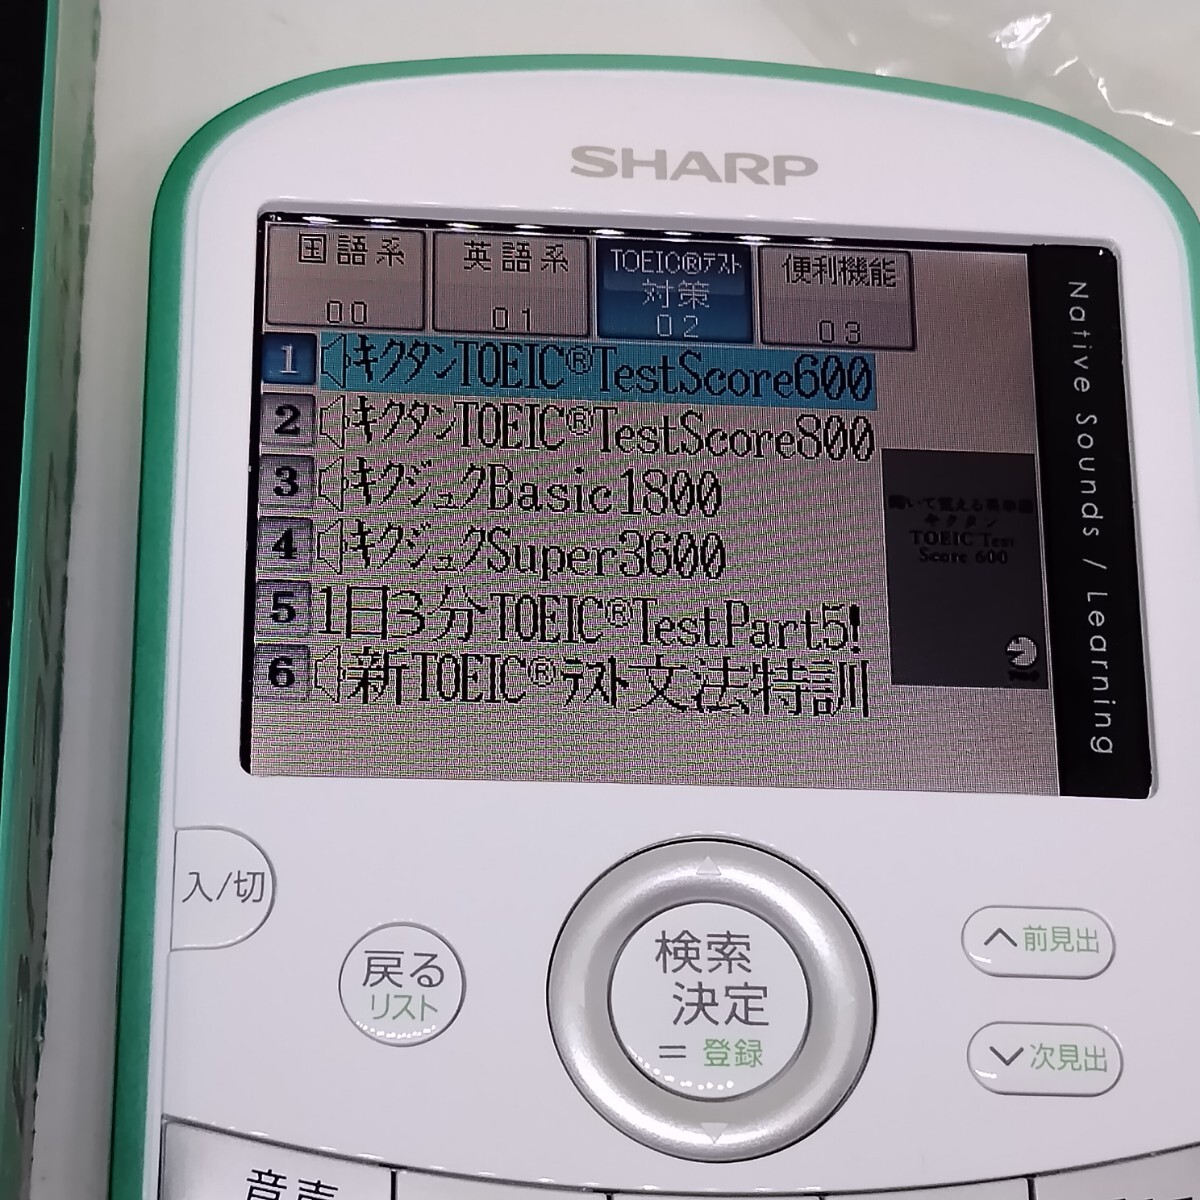 SHARP
国語系
00
英語系
01
TOEIC®テスト
対策
02
便利機能
03
1 キクタンTOEIC®TestScore600
2 キクタンTOEIC®TestScore800
3 キクジュクBasic1800
4 キクジュクSuper3600
5 1日3分TOEIC®TestPart5!
6 新TOEIC®テスト文法特訓
キクタン
TOEIC Test
Score 600
Native Sounds / Learning
入/切
戻る
リスト
検索
決定
= 登録
前見出
次見出
音声